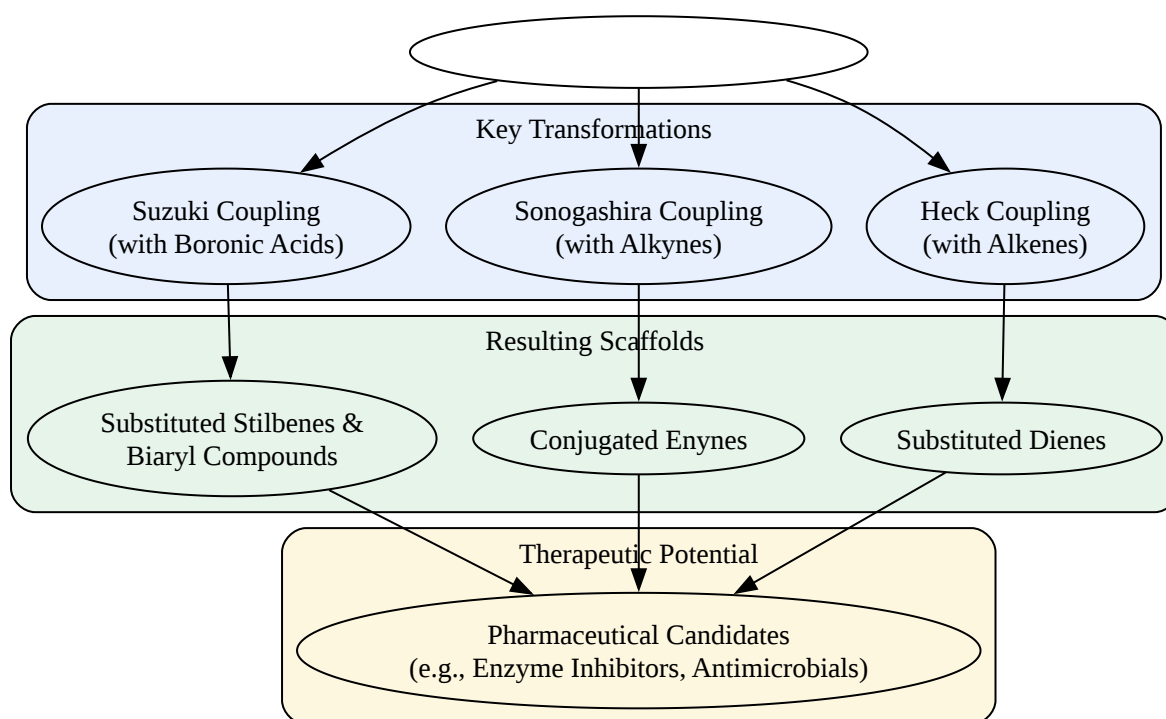 Key Transformations
Suzuki Coupling
(with Boronic Acids)
Sonogashira Coupling
(with Alkynes)
Heck Coupling
(with Alkenes)
Resulting Scaffolds
Substituted Stilbenes &
Biaryl Compounds
Conjugated Enynes
Substituted Dienes
Therapeutic Potential
Pharmaceutical Candidates
(e.g., Enzyme Inhibitors, Antimicrobials)